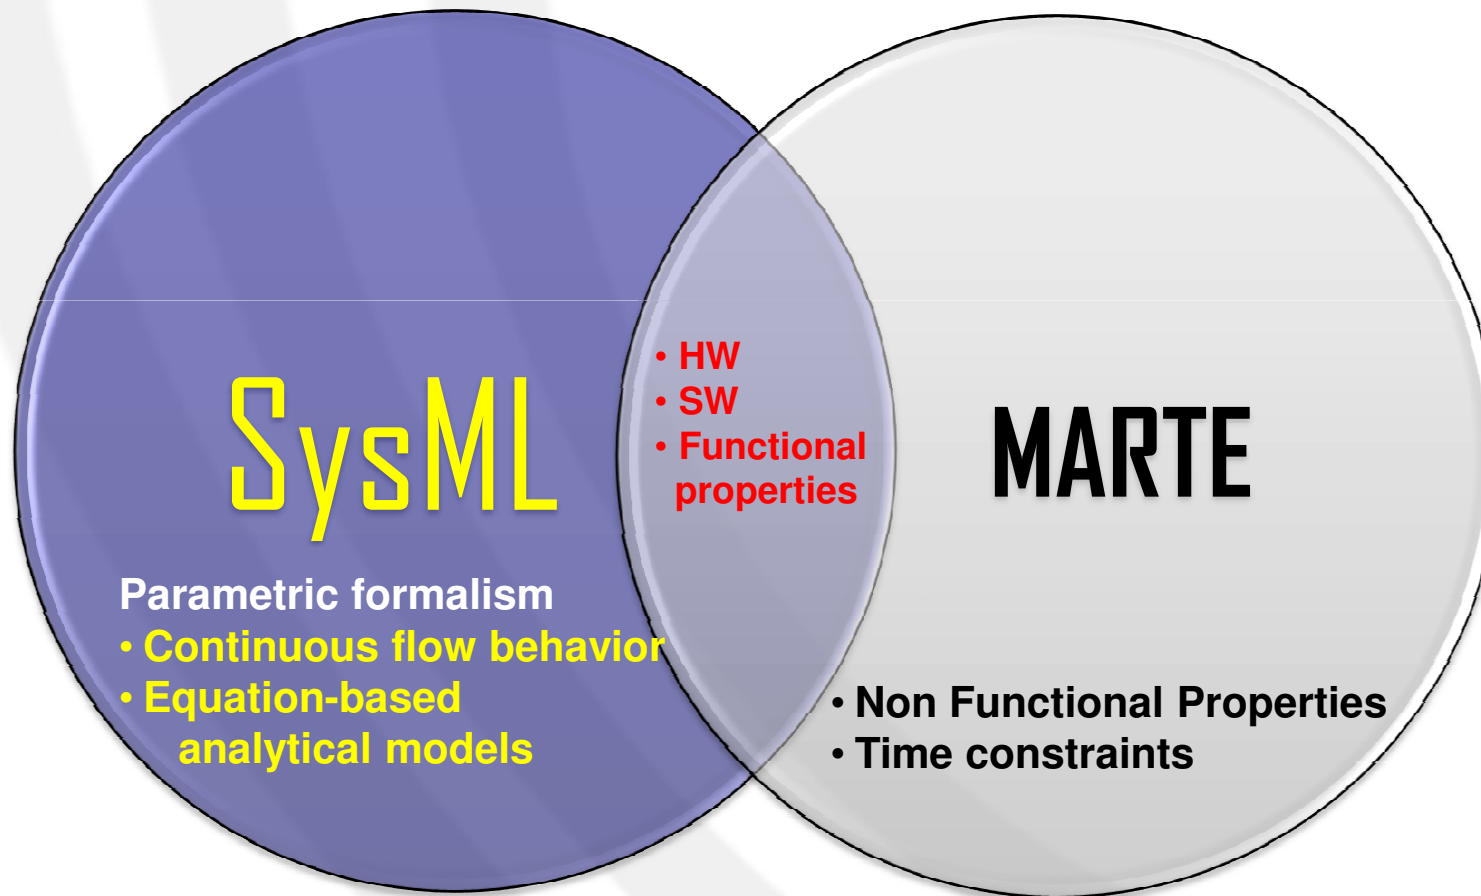 SysML
Parametric formalism
• Continuous flow behavior
• Equation-based
analytical models
• HW
• SW
• Functional
properties
MARTE
• Non Functional Properties
• Time constraints